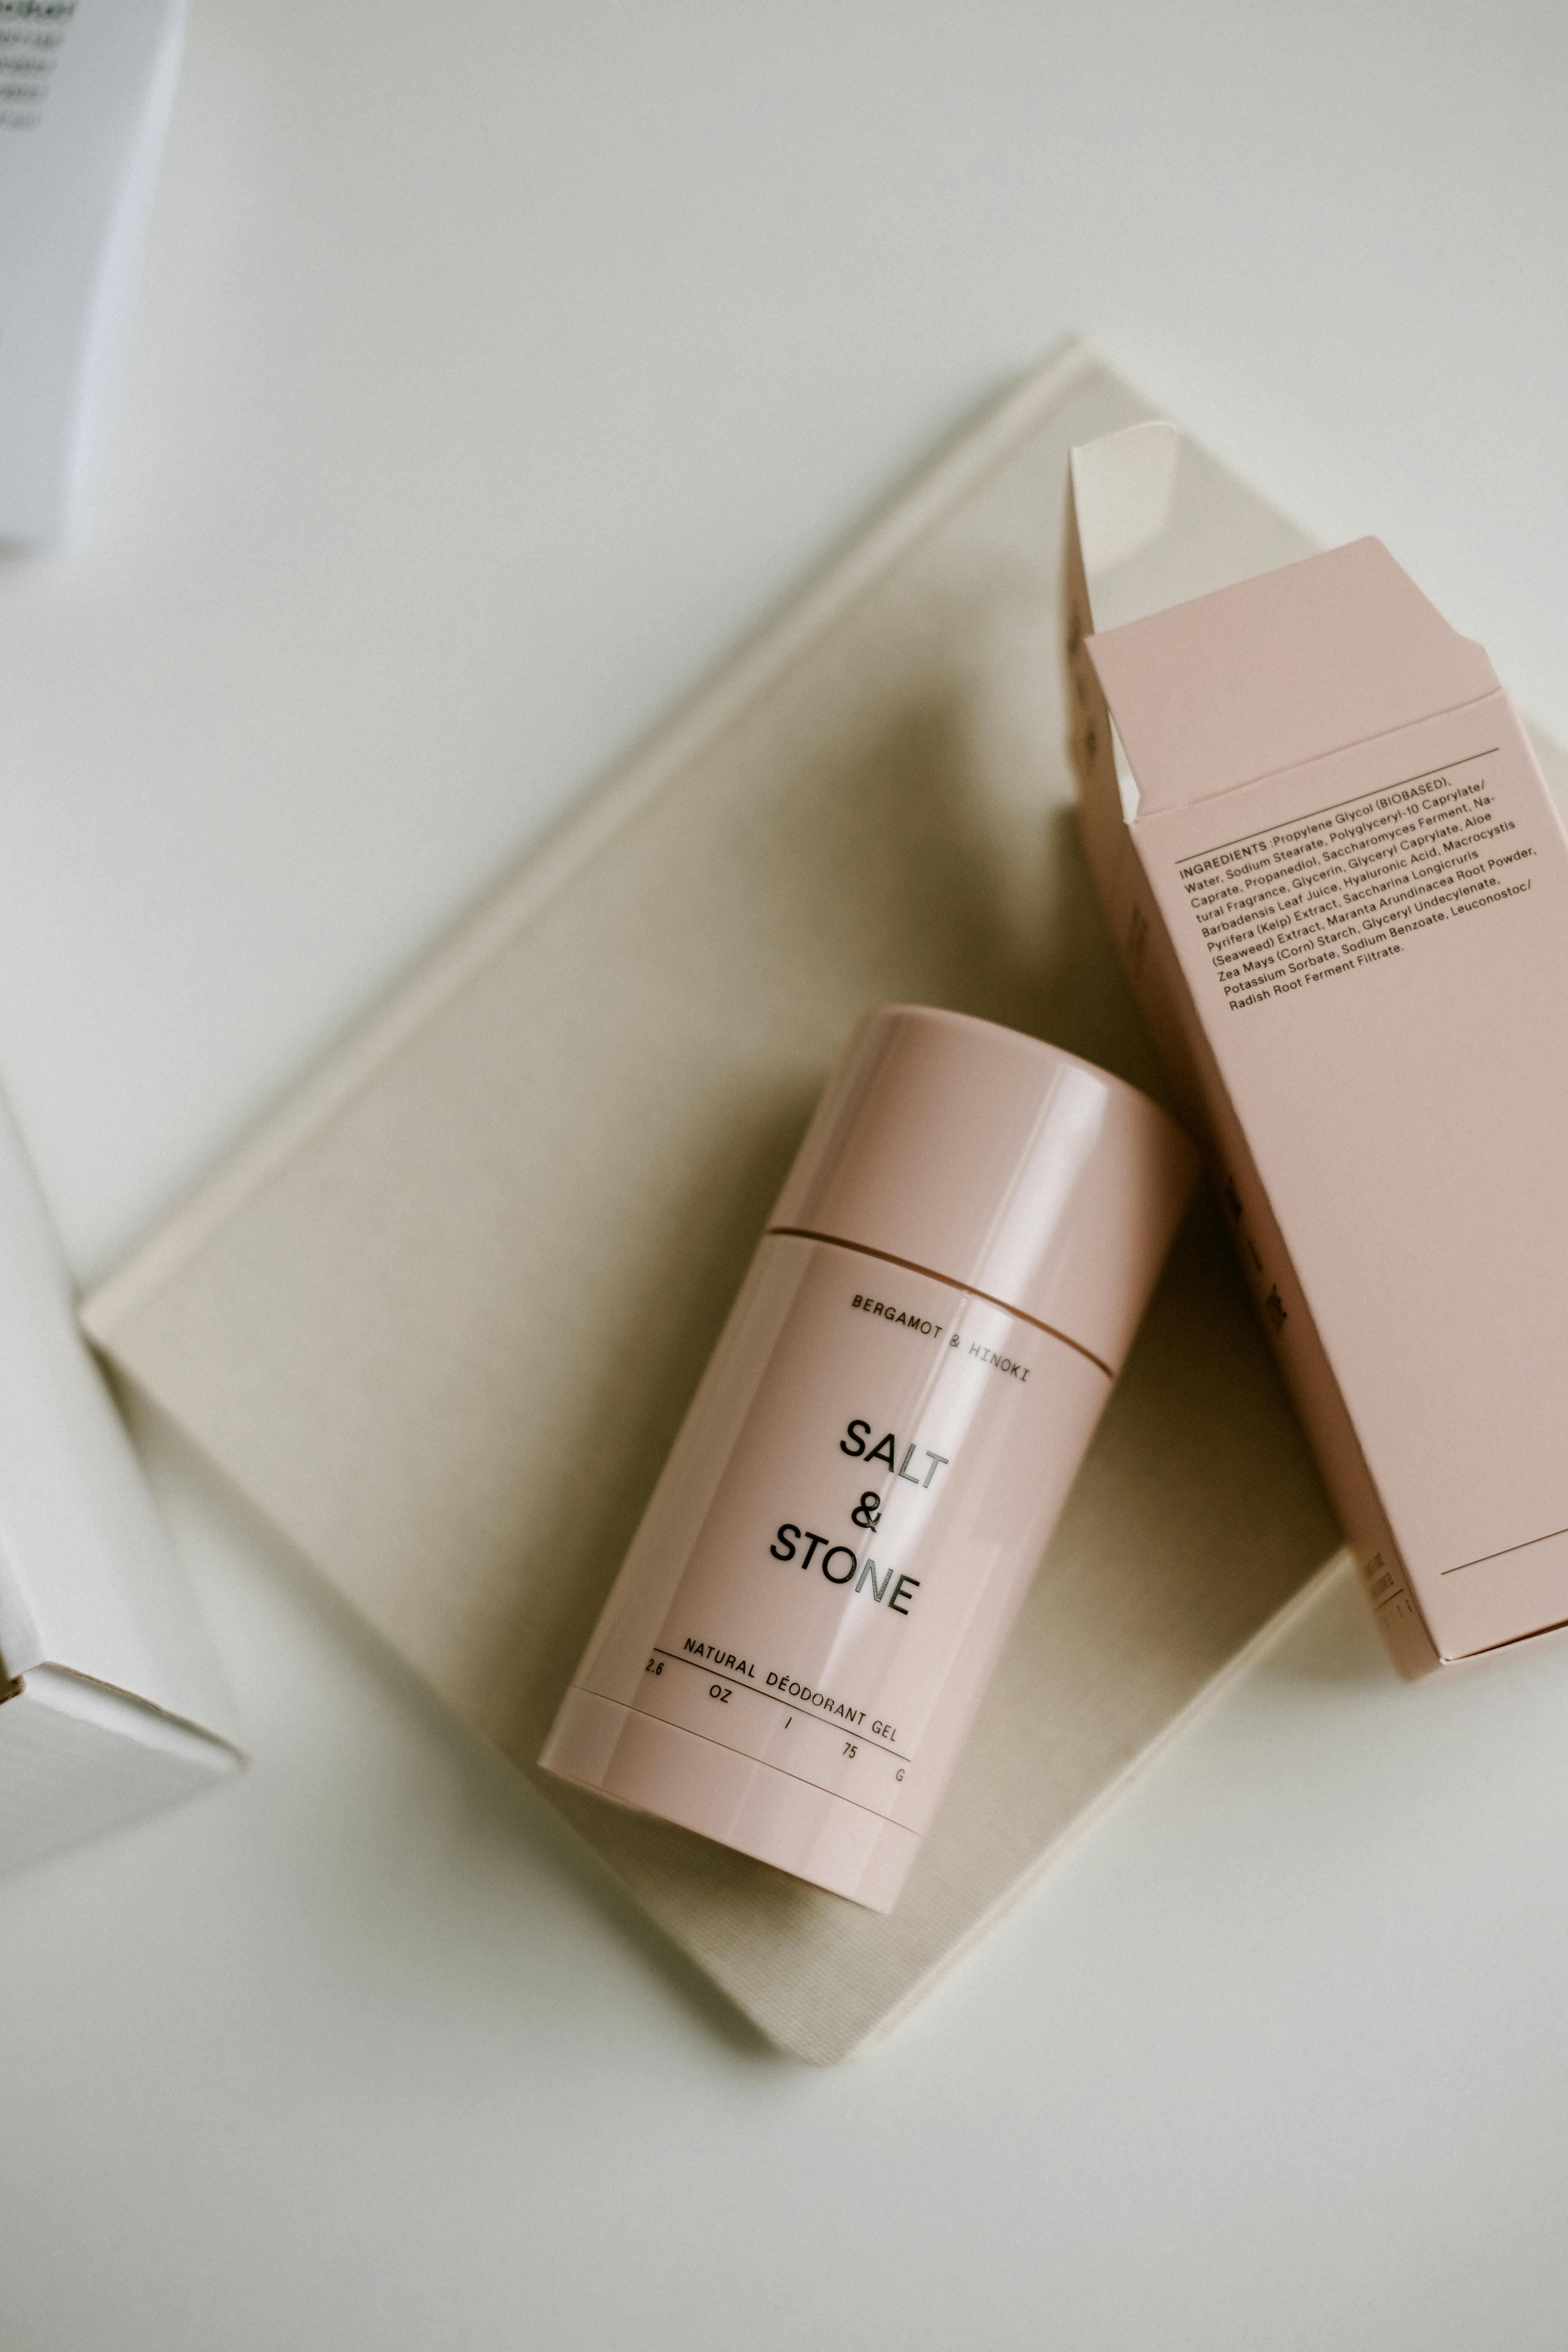 BERGAMOT & HINOKI
SALT
&
STONE
NATURAL DÉODORANT GEL
2.6 OZ / 75 G
INGREDIENTS :Propylene Glycol (BIOBASED),
Water, Sodium Stearate, Polyglyceryl-10 Caprylate/
Caprate, Propanediol, Saccharomyces Ferment, Na-
tural Fragrance, Glycerin, Glyceryl Caprylate, Aloe
Barbadensis Leaf Juice, Hyaluronic Acid, Macrocystis
Pyrifera (Kelp) Extract, Saccharina Longicruris
(Seaweed) Extract, Maranta Arundinacea Root Powder,
Zea Mays (Corn) Starch, Glyceryl Undecylenate,
Potassium Sorbate, Sodium Benzoate, Leuconostoc/
Radish Root Ferment Filtrate.